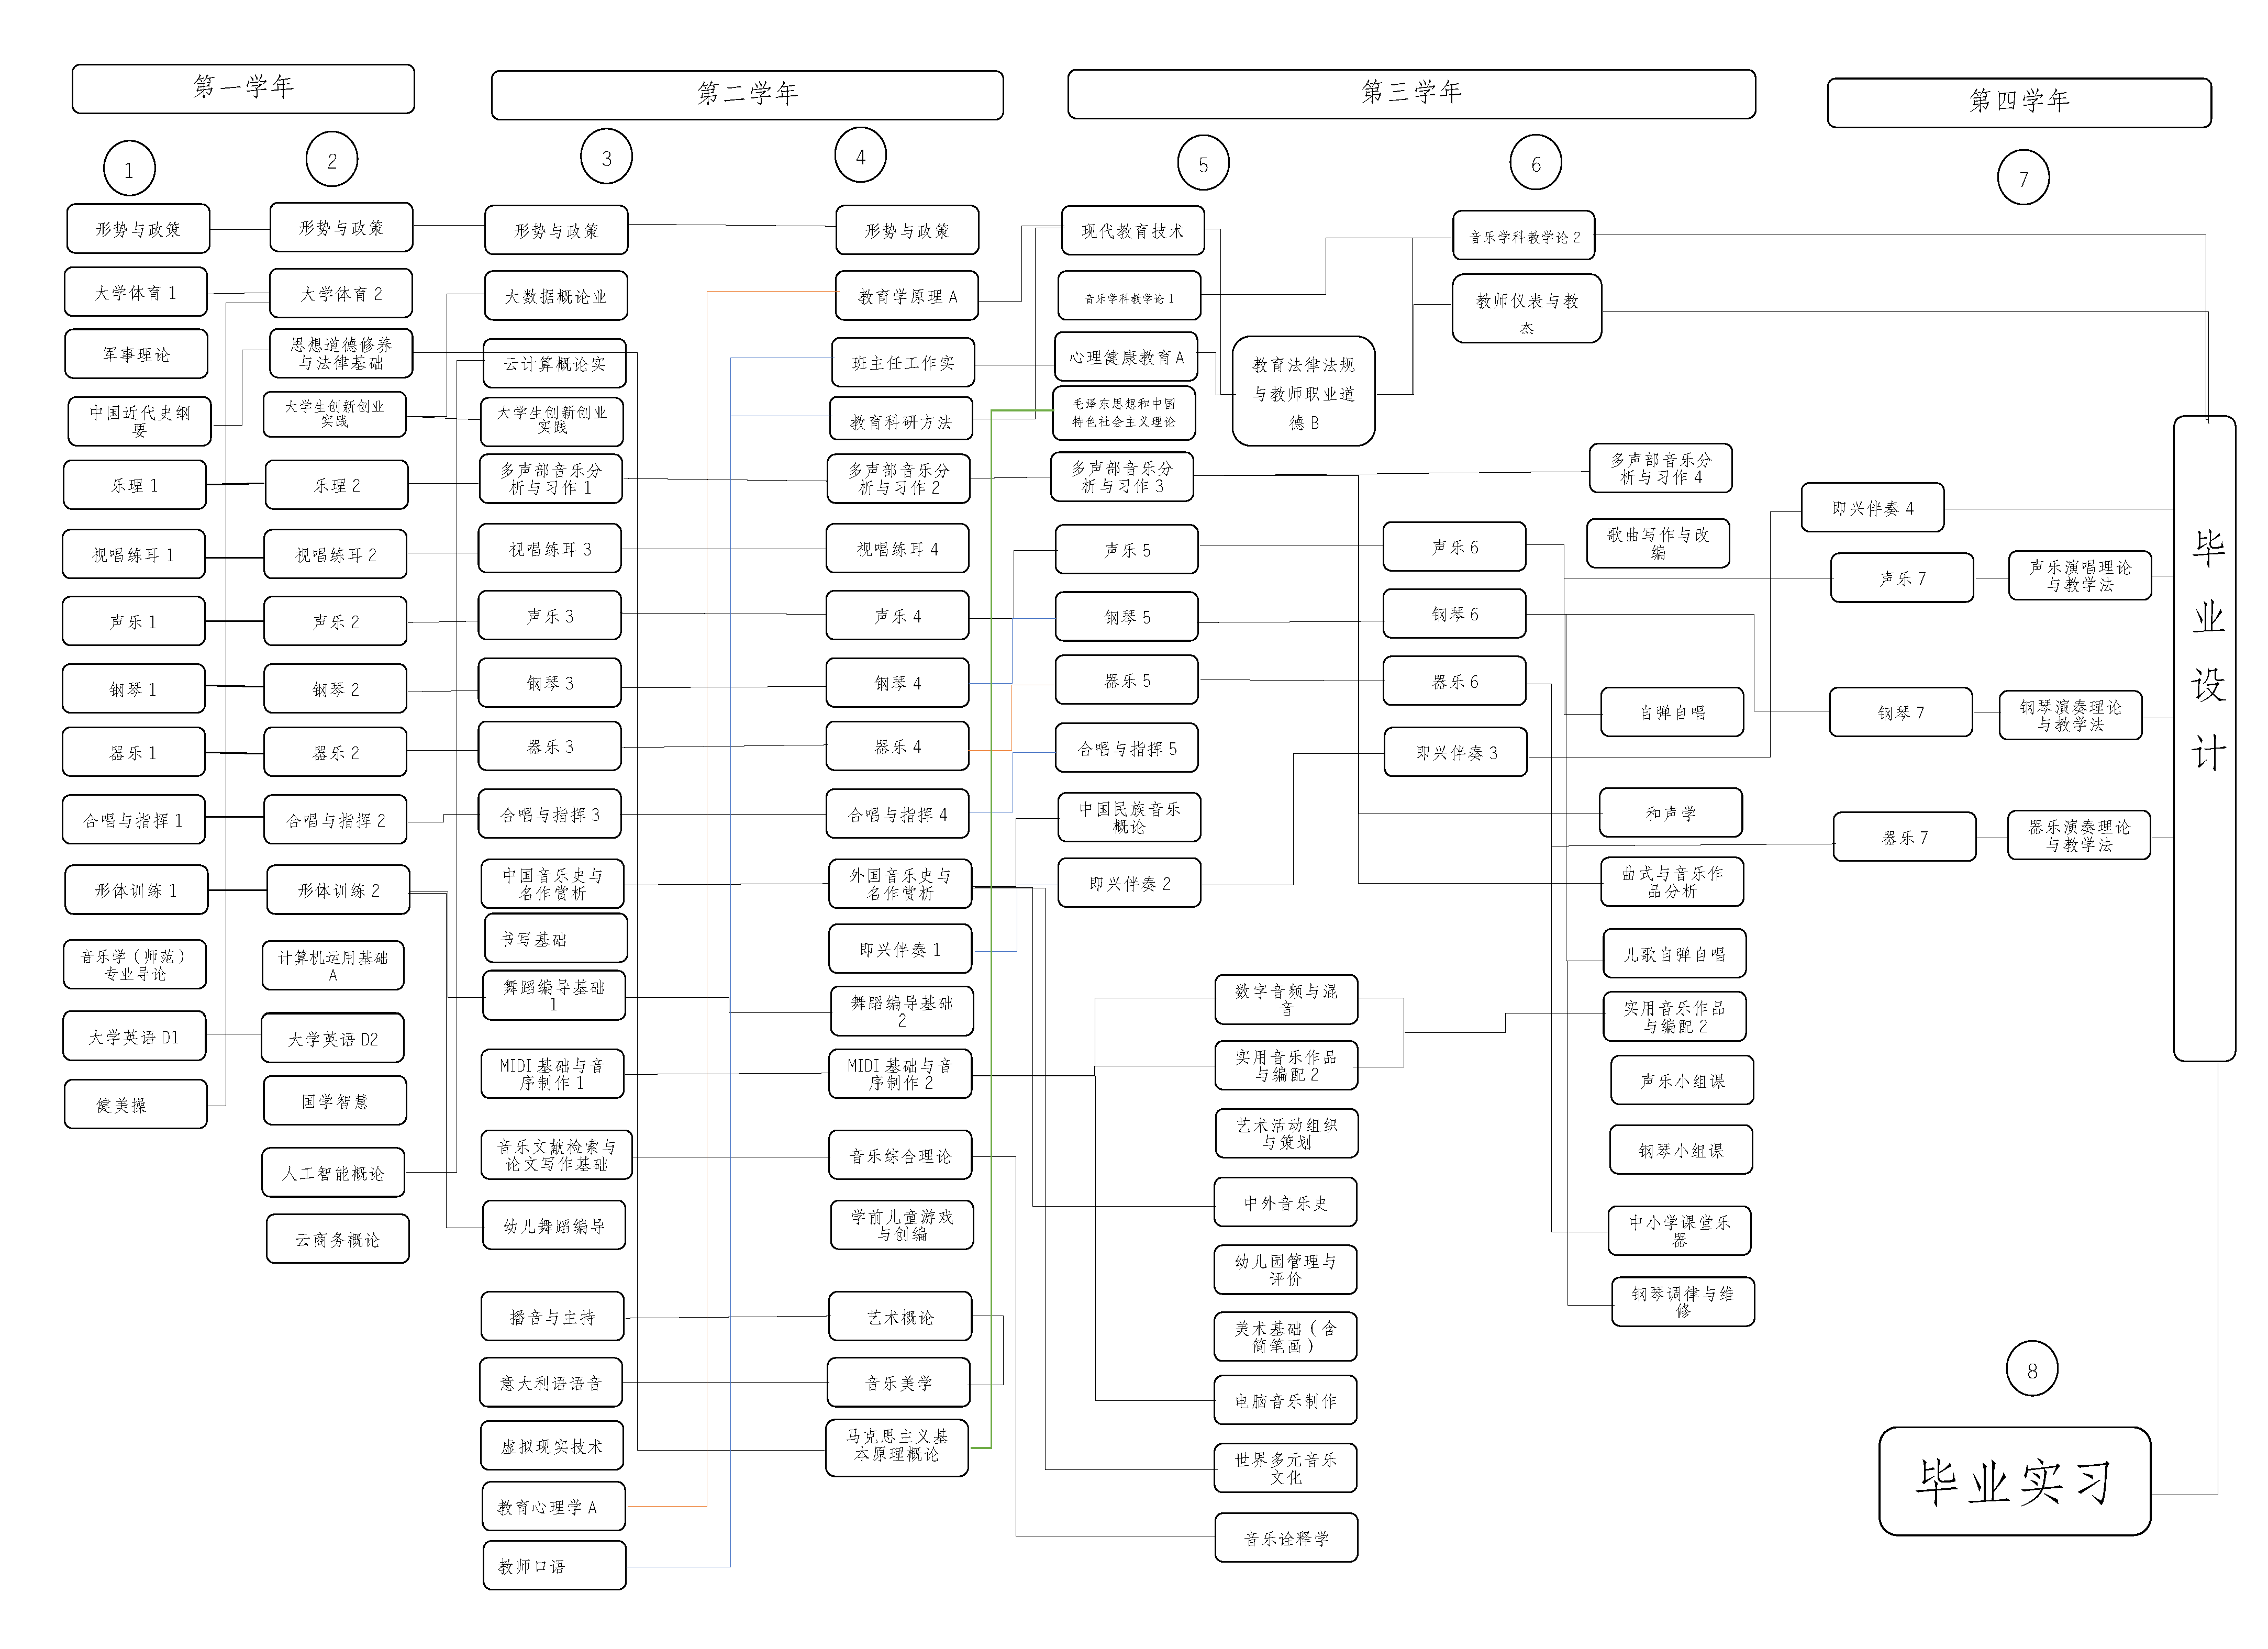 第一学年
第二学年
第三学年
第四学年
1
2
3
4
5
6
7
形势与政策
大学体育 1
军事理论
中国近代史纲
要
乐理 1
视唱练耳 1
声乐 1
钢琴 1
器乐 1
合唱与指挥 1
形体训练 1
音乐学（师范）
专业导论
大学英语 D1
健美操
形势与政策
大学体育 2
思想道德修养
与法律基础
大学生创新创业
实践
乐理 2
视唱练耳 2
声乐 2
钢琴 2
器乐 2
合唱与指挥 2
形体训练 2
计算机运用基础
A
大学英语 D2
国学智慧
人工智能概论
云商务概论
形势与政策
大数据概论业
云计算概论实
大学生创新创业
实践
多声部音乐分
析与习作 1
视唱练耳 3
声乐 3
钢琴 3
器乐 3
合唱与指挥 3
中国音乐史与
名作赏析
书写基础
舞蹈编导基础
1
MIDI 基础与音
序制作 1
音乐文献检索与
论文写作基础
幼儿舞蹈编导
播音与主持
意大利语语音
虚拟现实技术
教育心理学 A
教师口语
形势与政策
教育学原理 A
班主任工作实
教育科研方法
多声部音乐分
析与习作 2
视唱练耳 4
声乐 4
钢琴 4
器乐 4
合唱与指挥 4
外国音乐史与
名作赏析
即兴伴奏 1
舞蹈编导基础
2
MIDI 基础与音
序制作 2
音乐综合理论
学前儿童游戏
与创编
艺术概论
音乐美学
马克思主义基
本原理概论
现代教育技术
音乐学科教学论 1
心理健康教育 A
毛泽东思想和中国
特色社会主义理论
教育法律法规
与教师职业道
德 B
多声部音乐分
析与习作 3
声乐 5
钢琴 5
器乐 5
合唱与指挥 5
中国民族音乐
概论
即兴伴奏 2
数字音频与混
音
实用音乐作品
与编配 2
艺术活动组织
与策划
中外音乐史
幼儿园管理与
评价
美术基础（含
简笔画）
电脑音乐制作
世界多元音乐
文化
音乐诠释学
音乐学科教学论 2
教师仪表与教
态
多声部音乐分
析与习作 4
歌曲写作与改
编
声乐 6
钢琴 6
器乐 6
即兴伴奏 3
自弹自唱
和声学
曲式与音乐作
品分析
儿歌自弹自唱
实用音乐作品
与编配 2
声乐小组课
钢琴小组课
中小学课堂乐
器
钢琴调律与维
修
即兴伴奏 4
声乐 7
声乐演唱理论
与教学法
钢琴 7
钢琴演奏理论
与教学法
器乐 7
器乐演奏理论
与教学法
毕业设计
8
毕业实习